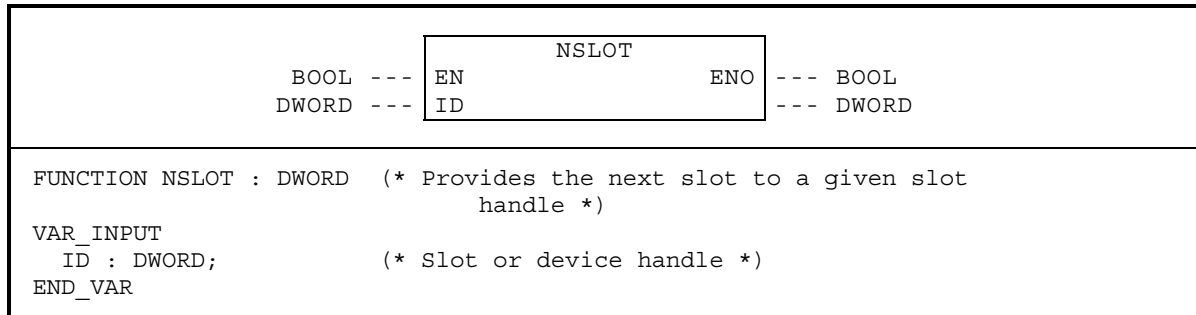 NSLOT
BOOL --- EN ENO --- BOOL
DWORD --- ID --- DWORD
FUNCTION NSLOT : DWORD (* Provides the next slot to a given slot
handle *)
VAR_INPUT
ID : DWORD; (* Slot or device handle *)
END_VAR